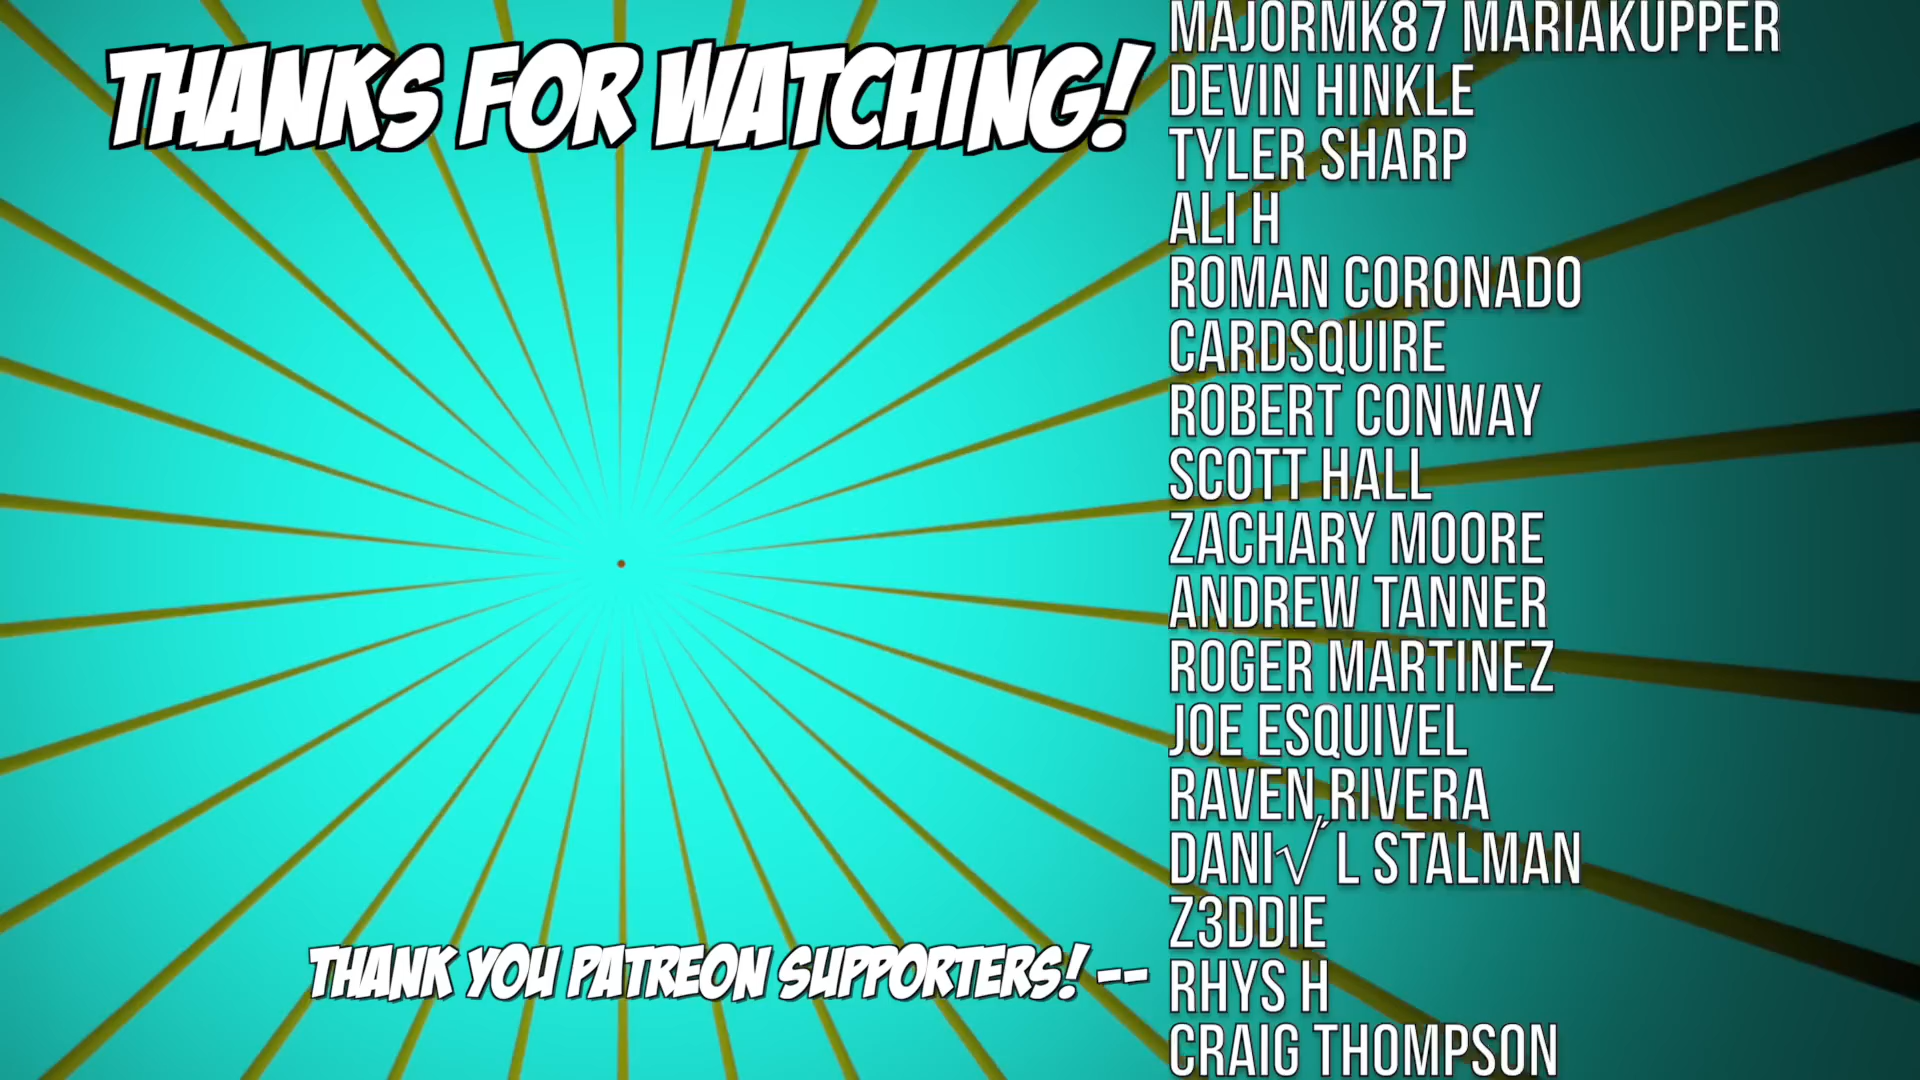 THANKS FOR WATCHING!
MAJORMK87 MARIAKUPPER
DEVIN HINKLE
TYLER SHARP
ALI H
ROMAN CORONADO
CARDSQUIRE
ROBERT CONWAY
SCOTT HALL
ZACHARY MOORE
ANDREW TANNER
ROGER MARTINEZ
JOE ESQUIVEL
RAVEN RIVERA
DANI√´L STALMAN
Z3DDIE
THANK YOU PATREON SUPPORTERS! --
RHYS H
CRAIG THOMPSON